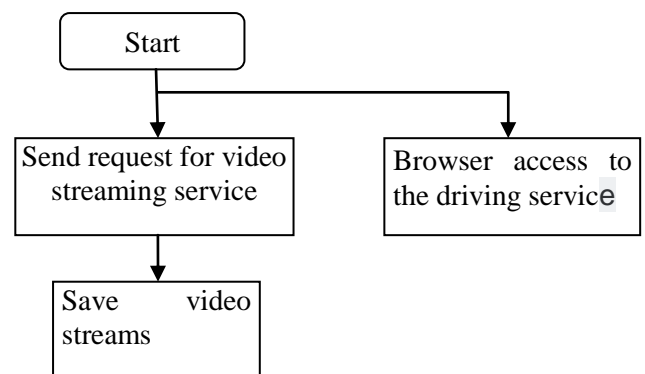 Start
Send request for video
streaming service
Browser access to
the driving service
Save video
streams